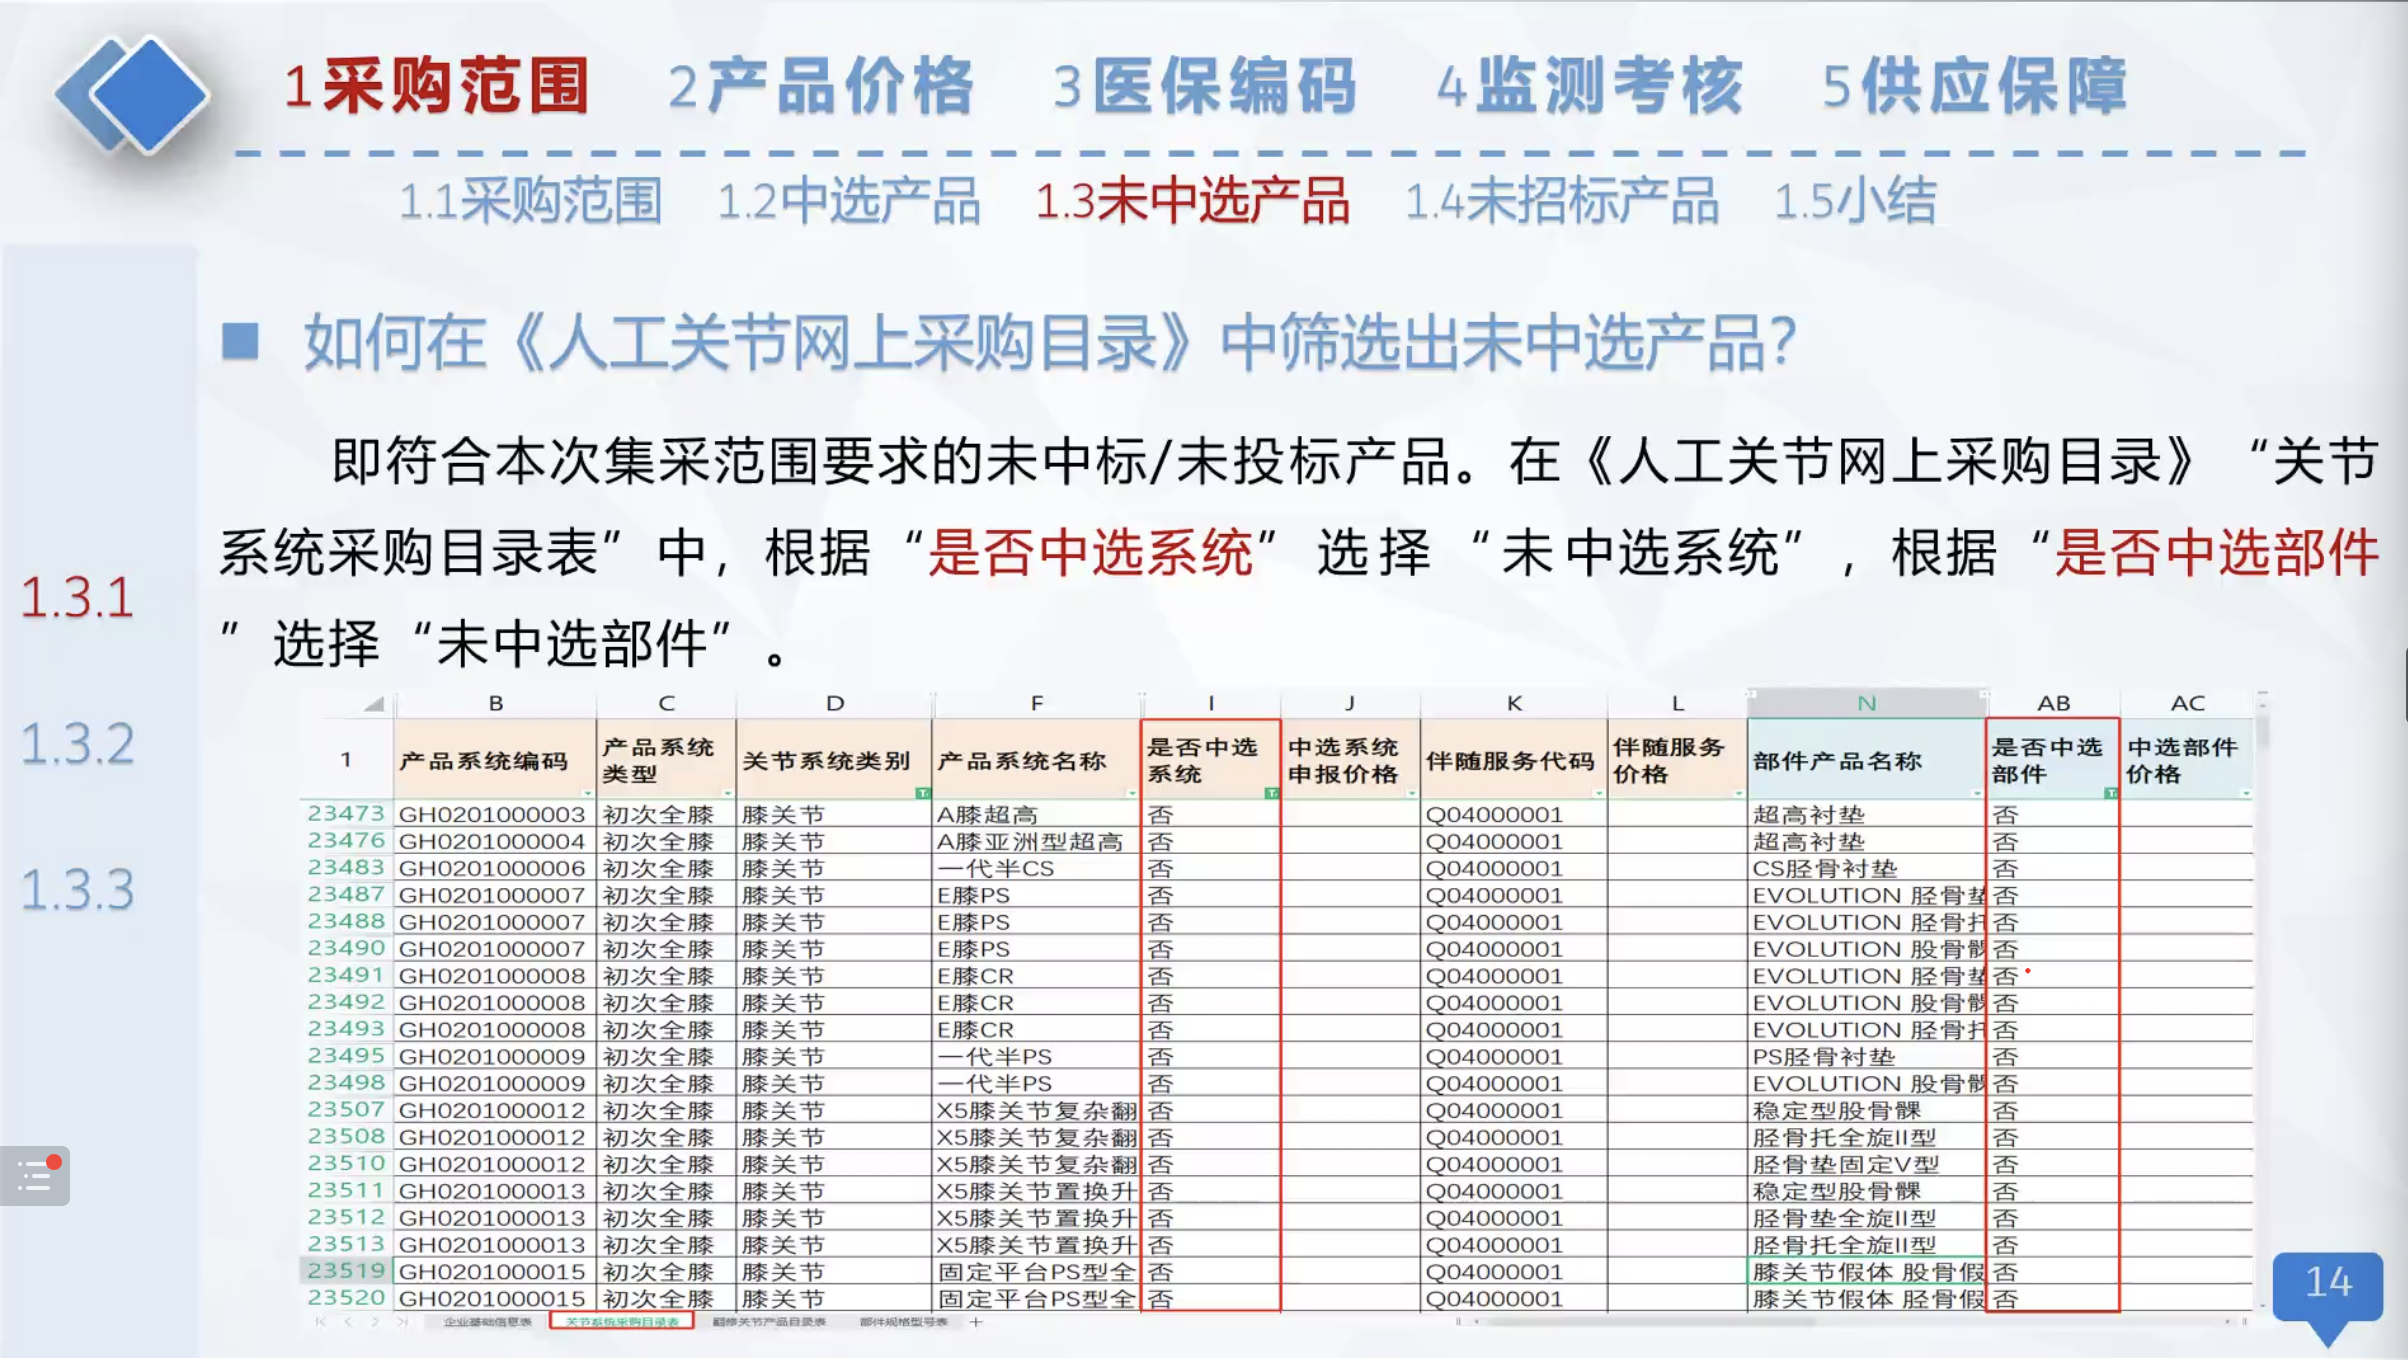 1采购范围 2产品价格 3医保编码 4监测考核 5供应保障
1.1采购范围 1.2中选产品 1.3未中选产品 1.4未招标产品 1.5小结
如何在《人工关节网上采购目录》中筛选出未中选产品？
即符合本次集采范围要求的未中标/未投标产品。在《人工关节网上采购目录》“关节
系统采购目录表”中，根据“是否中选系统”选择“未中选系统”，根据“是否中选部件
”选择“未中选部件”。
1.3.1
1.3.2
1.3.3
B C D F I J K L N AB AC
1 产品系统编码 产品系统类型 关节系统类别 产品系统名称 是否中选系统 中选系统申报价格 伴随服务代码 伴随服务价格 部件产品名称 是否中选部件 中选部件价格
23473 GH0201000003 初次全膝 膝关节 A膝超高 否 Q04000001 超高衬垫 否
23476 GH0201000004 初次全膝 膝关节 A膝亚洲型超高 否 Q04000001 超高衬垫 否
23483 GH0201000006 初次全膝 膝关节 一代半CS 否 Q04000001 CS胫骨衬垫 否
23487 GH0201000007 初次全膝 膝关节 E膝PS 否 Q04000001 EVOLUTION 胫骨垫 否
23488 GH0201000007 初次全膝 膝关节 E膝PS 否 Q04000001 EVOLUTION 胫骨托 否
23490 GH0201000007 初次全膝 膝关节 E膝PS 否 Q04000001 EVOLUTION 股骨髁 否
23491 GH0201000008 初次全膝 膝关节 E膝CR 否 Q04000001 EVOLUTION 胫骨垫 否
23492 GH0201000008 初次全膝 膝关节 E膝CR 否 Q04000001 EVOLUTION 股骨髁 否
23493 GH0201000008 初次全膝 膝关节 E膝CR 否 Q04000001 EVOLUTION 胫骨托 否
23495 GH0201000009 初次全膝 膝关节 一代半PS 否 Q04000001 PS胫骨衬垫 否
23498 GH0201000009 初次全膝 膝关节 一代半PS 否 Q04000001 EVOLUTION 股骨髁 否
23507 GH0201000012 初次全膝 膝关节 X5膝关节复杂翻 否 Q04000001 稳定型股骨髁 否
23508 GH0201000012 初次全膝 膝关节 X5膝关节复杂翻 否 Q04000001 胫骨托全旋II型 否
23510 GH0201000012 初次全膝 膝关节 X5膝关节复杂翻 否 Q04000001 胫骨垫固定V型 否
23511 GH0201000013 初次全膝 膝关节 X5膝关节置换升 否 Q04000001 稳定型股骨髁 否
23512 GH0201000013 初次全膝 膝关节 X5膝关节置换升 否 Q04000001 胫骨垫全旋II型 否
23513 GH0201000013 初次全膝 膝关节 X5膝关节置换升 否 Q04000001 胫骨托全旋II型 否
23519 GH0201000015 初次全膝 膝关节 固定平台PS型全 否 Q04000001 膝关节假体 股骨假 否
23520 GH0201000015 初次全膝 膝关节 固定平台PS型全 否 Q04000001 膝关节假体 胫骨假 否
企业基础信息表 关节系统采购目录表 翻修关节产品目录表 部件规格型号表 +
14